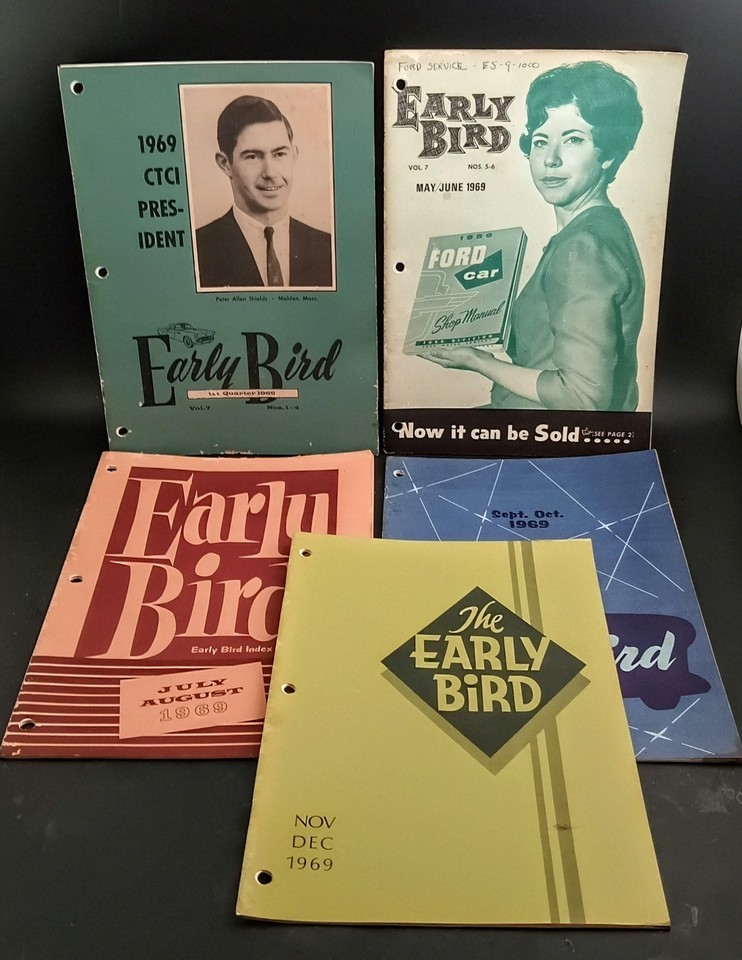 1969
CTCI
PRES-
IDENT
Peter Allen Shields - Malden, Mass.
Early Bird
1st Quarter 1969
Vol. 7 Nos. 1-4
FORD SERVICE - ES-9-1000
EARLY
BIRD
VOL. 7 NOS. 5-6
MAY/JUNE 1969
FORD
car
Shop Manual
Now it can be Sold (SEE PAGE 2)
Early
Bird
Early Bird Index
JULY
AUGUST
1969
Sept. Oct.
1969
rd
The
EARLY
BiRD
NOV
DEC
1969